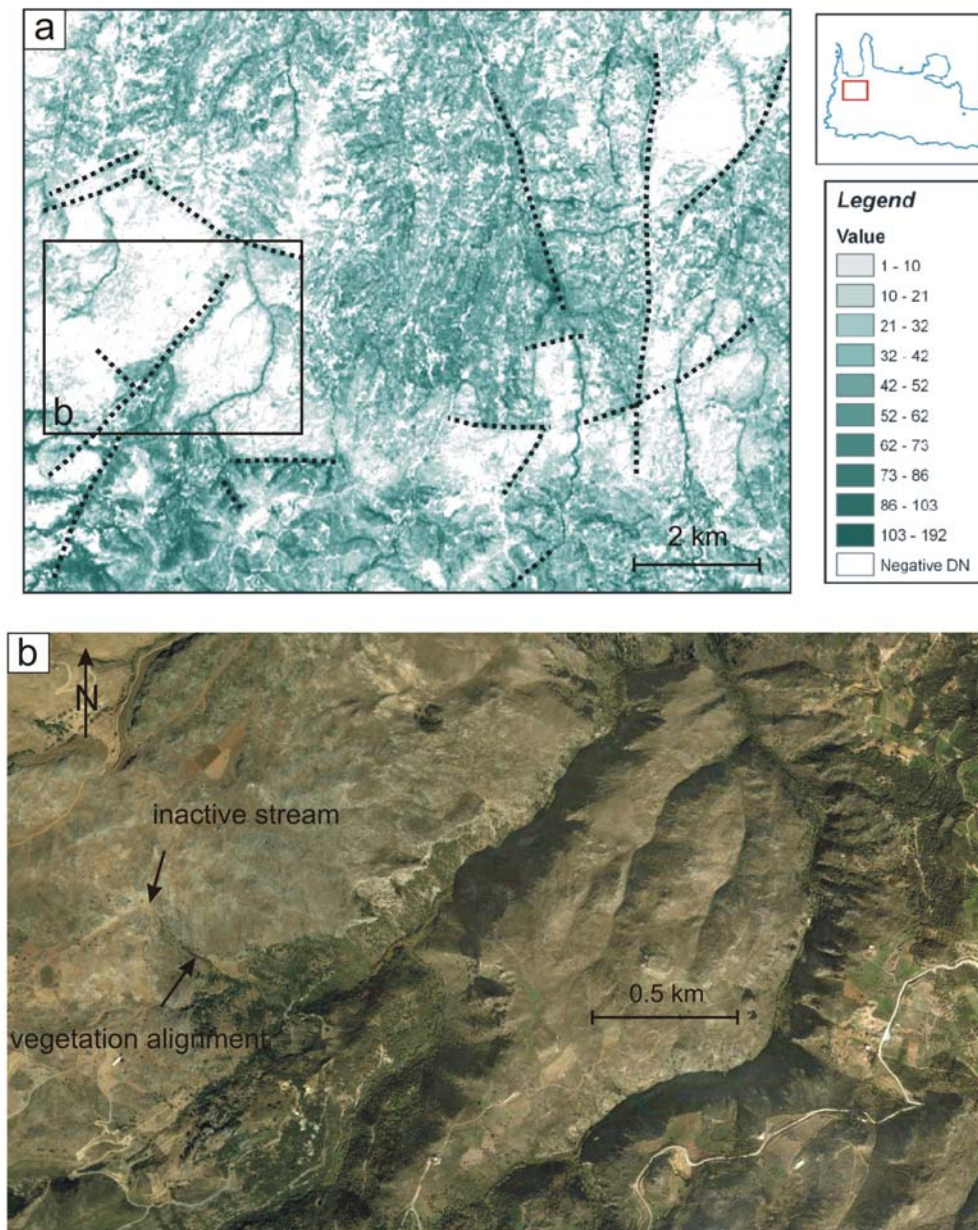 a
b
2 km
Legend
Value
1 - 10
10 - 21
21 - 32
32 - 42
42 - 52
52 - 62
62 - 73
73 - 86
86 - 103
103 - 192
Negative DN
b
N
inactive stream
vegetation alignment
0.5 km